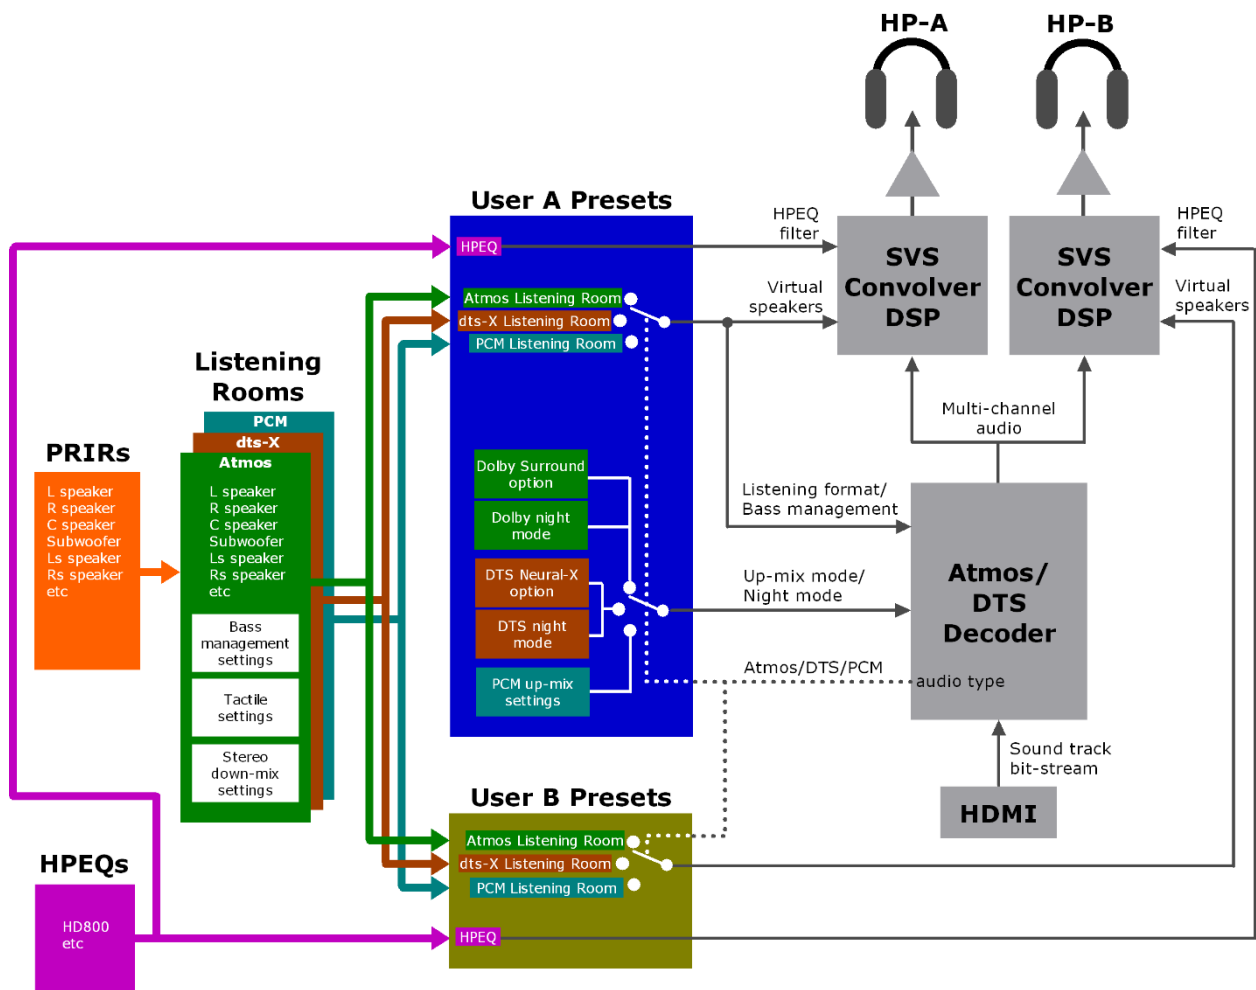 HP-A
HP-B
User A Presets
HPEQ
HPEQ
filter
HPEQ
filter
SVS
Convolver
DSP
SVS
Convolver
DSP
Atmos Listening Room
dts-X Listening Room
PCM Listening Room
Virtual
speakers
Virtual
speakers
Listening
Rooms
PCM
dts-X
Atmos
L speaker
R speaker
C speaker
Subwoofer
Ls speaker
Rs speaker
etc
Bass
management
settings
Tactile
settings
Stereo
down-mix
settings
PRIRs
L speaker
R speaker
C speaker
Subwoofer
Ls speaker
Rs speaker
etc
Multi-channel
audio
Dolby Surround
option
Dolby night
mode
DTS Neural-X
option
DTS night
mode
PCM up-mix
settings
Listening format/
Bass management
Up-mix mode/
Night mode
Atmos/DTS/PCM
Atmos/
DTS
Decoder
audio type
Sound track
bit-stream
HDMI
User B Presets
Atmos Listening Room
dts-X Listening Room
PCM Listening Room
HPEQ
HPEQs
HD800
etc